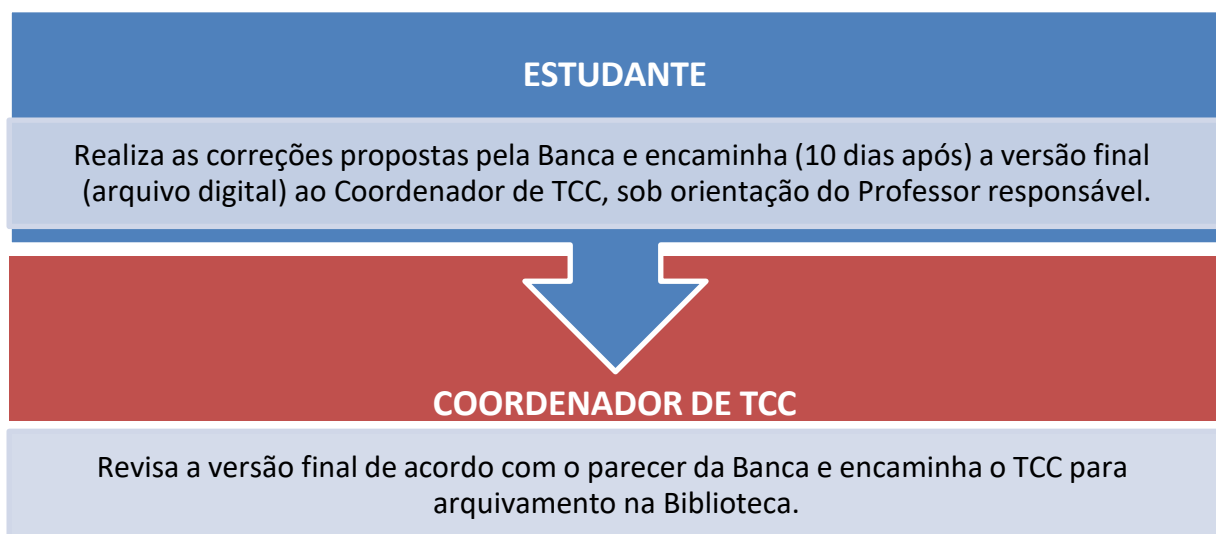 ESTUDANTE
Realiza as correções propostas pela Banca e encaminha (10 dias após) a versão final
(arquivo digital) ao Coordenador de TCC, sob orientação do Professor responsável.
COORDENADOR DE TCC
Revisa a versão final de acordo com o parecer da Banca e encaminha o TCC para
arquivamento na Biblioteca.